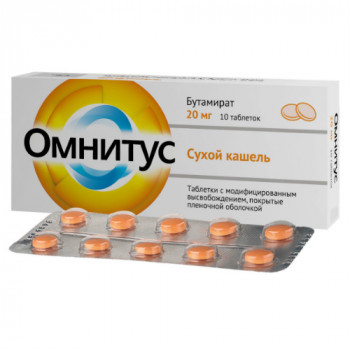 Бутамират
20 мг 10 таблеток
Омнитус
Сухой кашель
Таблетки с модифицированным
высвобождением, покрытые
пленочной оболочкой